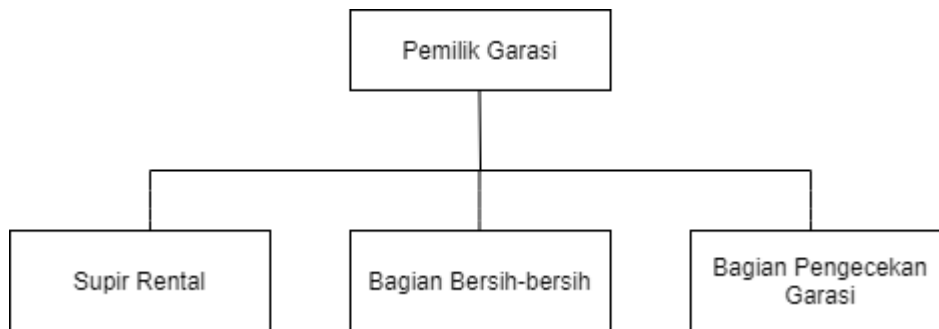 Pemilik Garasi
Supir Rental
Bagian Bersih-bersih
Bagian Pengecekan
Garasi